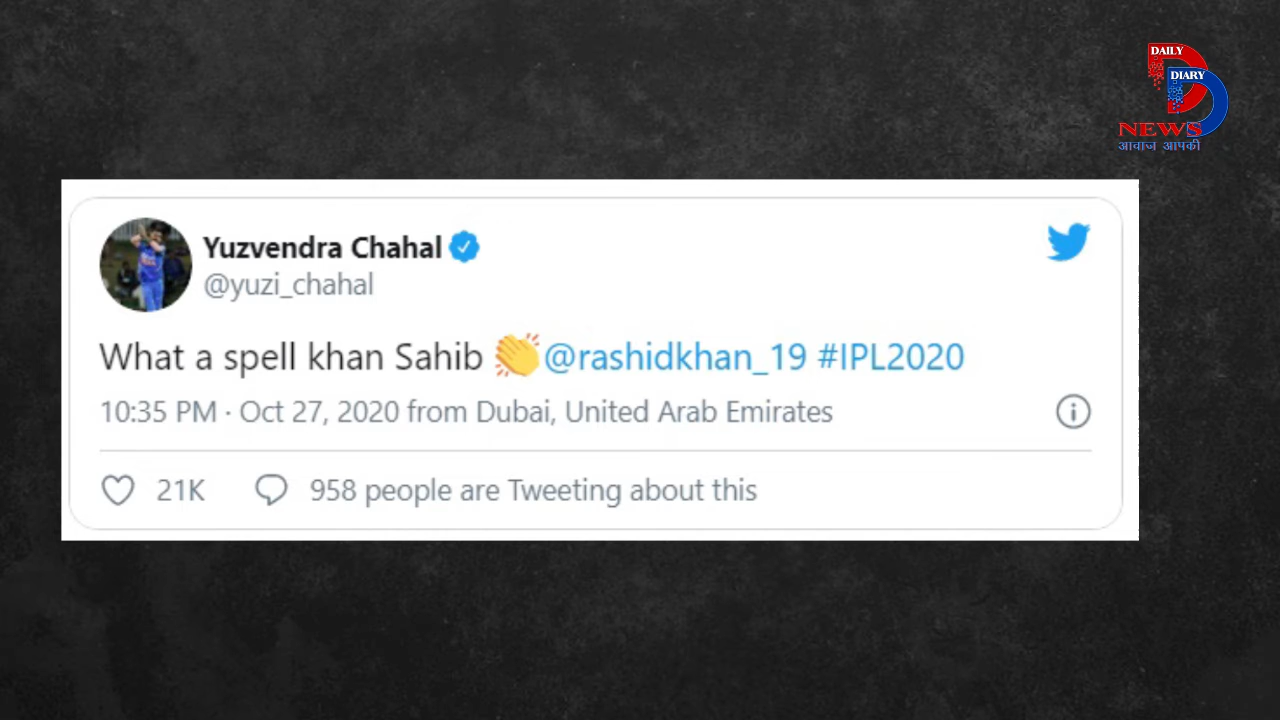 DAILY
DIARY
NEWS
आवाज आपकी
Yuzvendra Chahal
@yuzi_chahal
What a spell khan Sahib 👏@rashidkhan_19 #IPL2020
10:35 PM · Oct 27, 2020 from Dubai, United Arab Emirates
21K 958 people are Tweeting about this